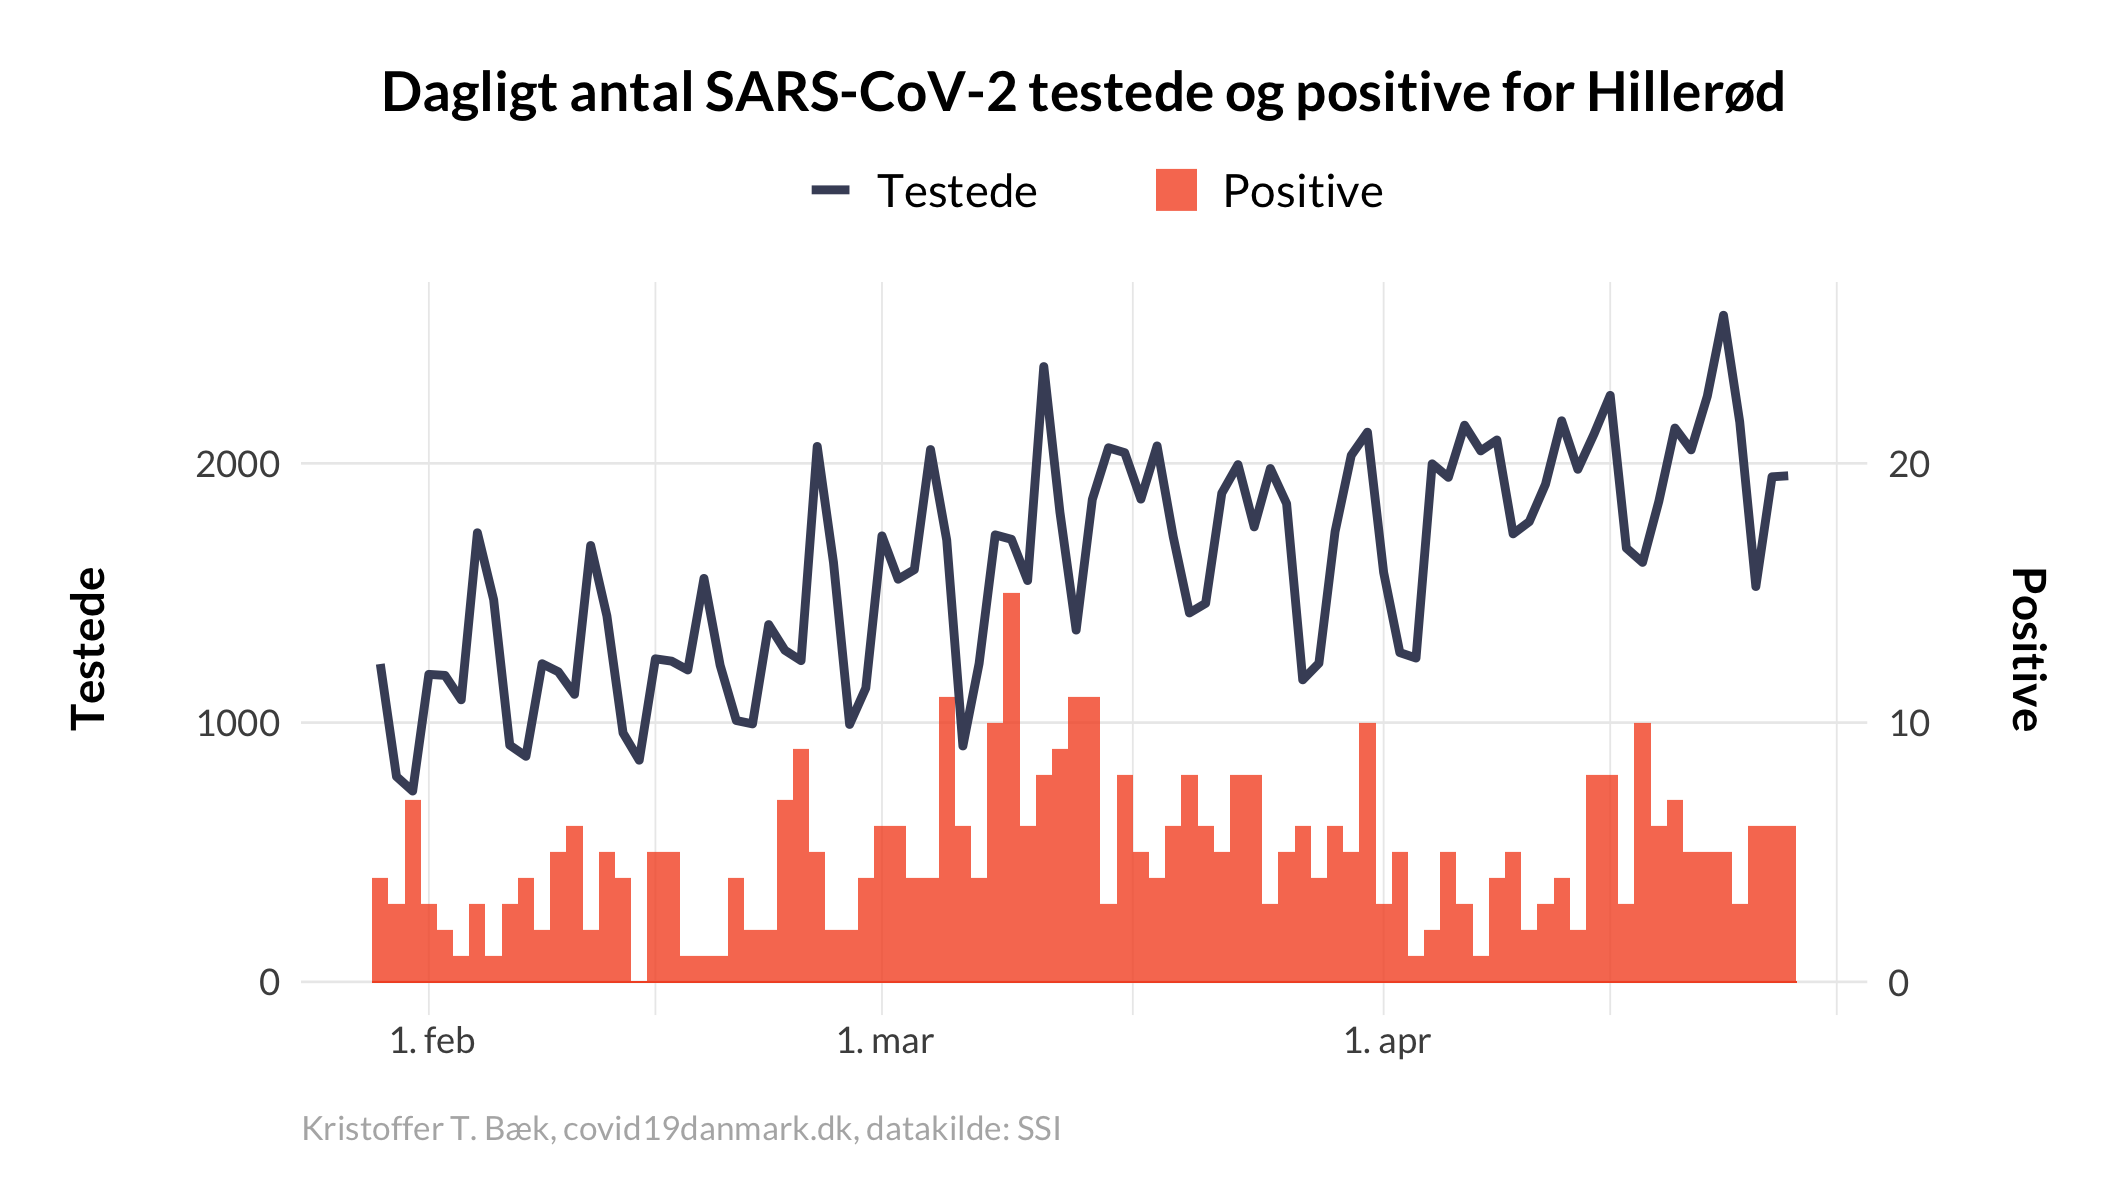 Dagligt antal SARS-CoV-2 testede og positive for Hillerød
Testede
Positive
2000
1000
0
20
10
0
Testede
Positive
1. feb
1. mar
1. apr
Kristoffer T. Bæk, covid19danmark.dk, datakilde: SSI